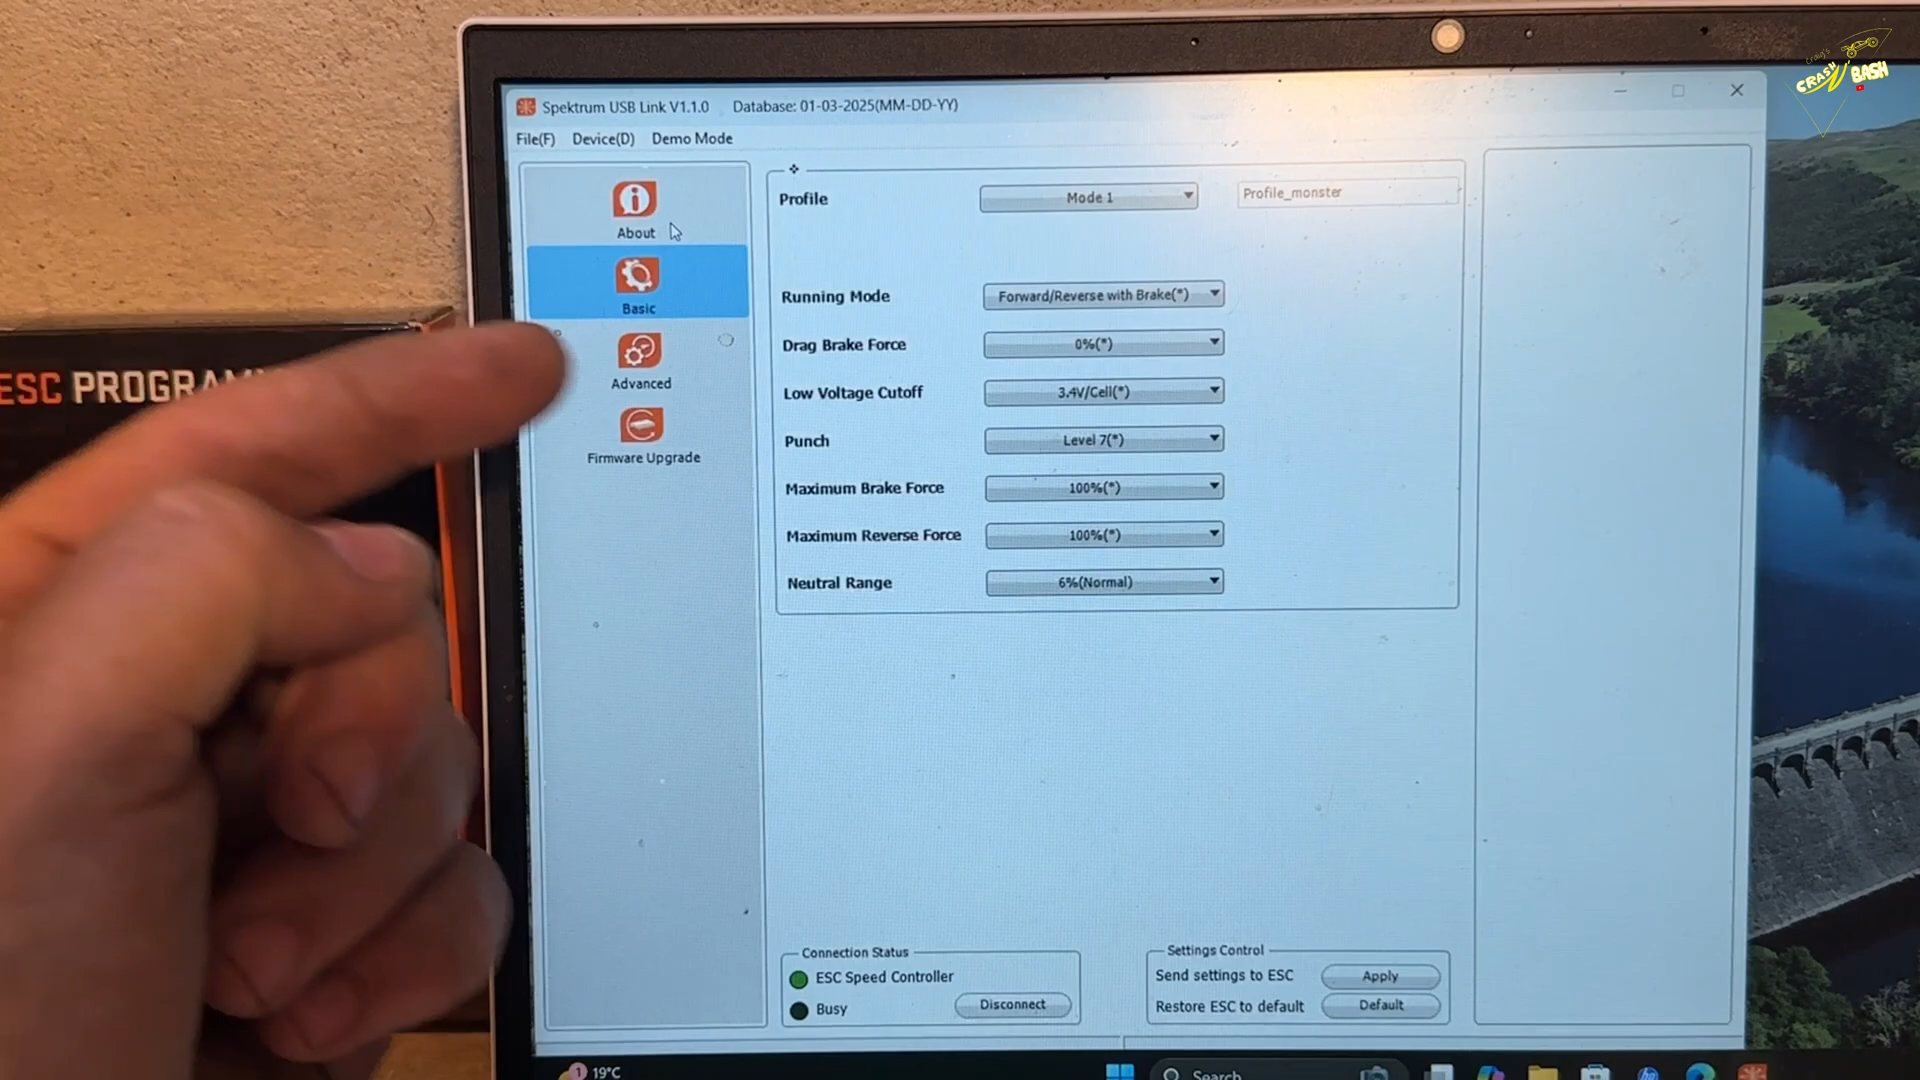 Craig's
CRASH N' BASH
Spektrum USB Link V1.1.0 Database: 01-03-2025(MM-DD-YY)
File(F) Device(D) Demo Mode
About
Basic
Advanced
Firmware Upgrade
Profile Mode 1 Profile_monster
Running Mode Forward/Reverse with Brake(*)
Drag Brake Force 0%(*)
Low Voltage Cutoff 3.4V/Cell(*)
Punch Level 7(*)
Maximum Brake Force 100%(*)
Maximum Reverse Force 100%(*)
Neutral Range 6%(Normal)
Connection Status
ESC Speed Controller
Busy Disconnect
Settings Control
Send settings to ESC Apply
Restore ESC to default Default
ESC
1 19°C Search
hp